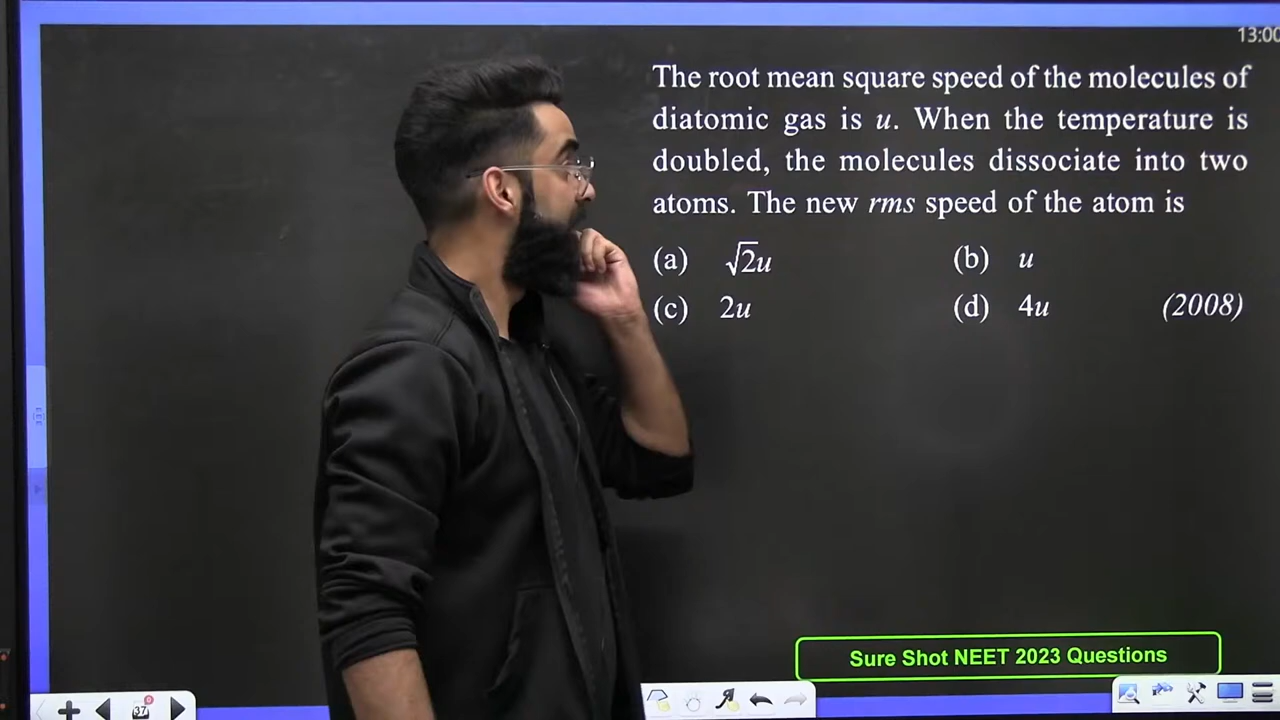 13:00
The root mean square speed of the molecules of
diatomic gas is u. When the temperature is
doubled, the molecules dissociate into two
atoms. The new rms speed of the atom is
(a) √2u (b) u
(c) 2u (d) 4u (2008)
Sure Shot NEET 2023 Questions
37